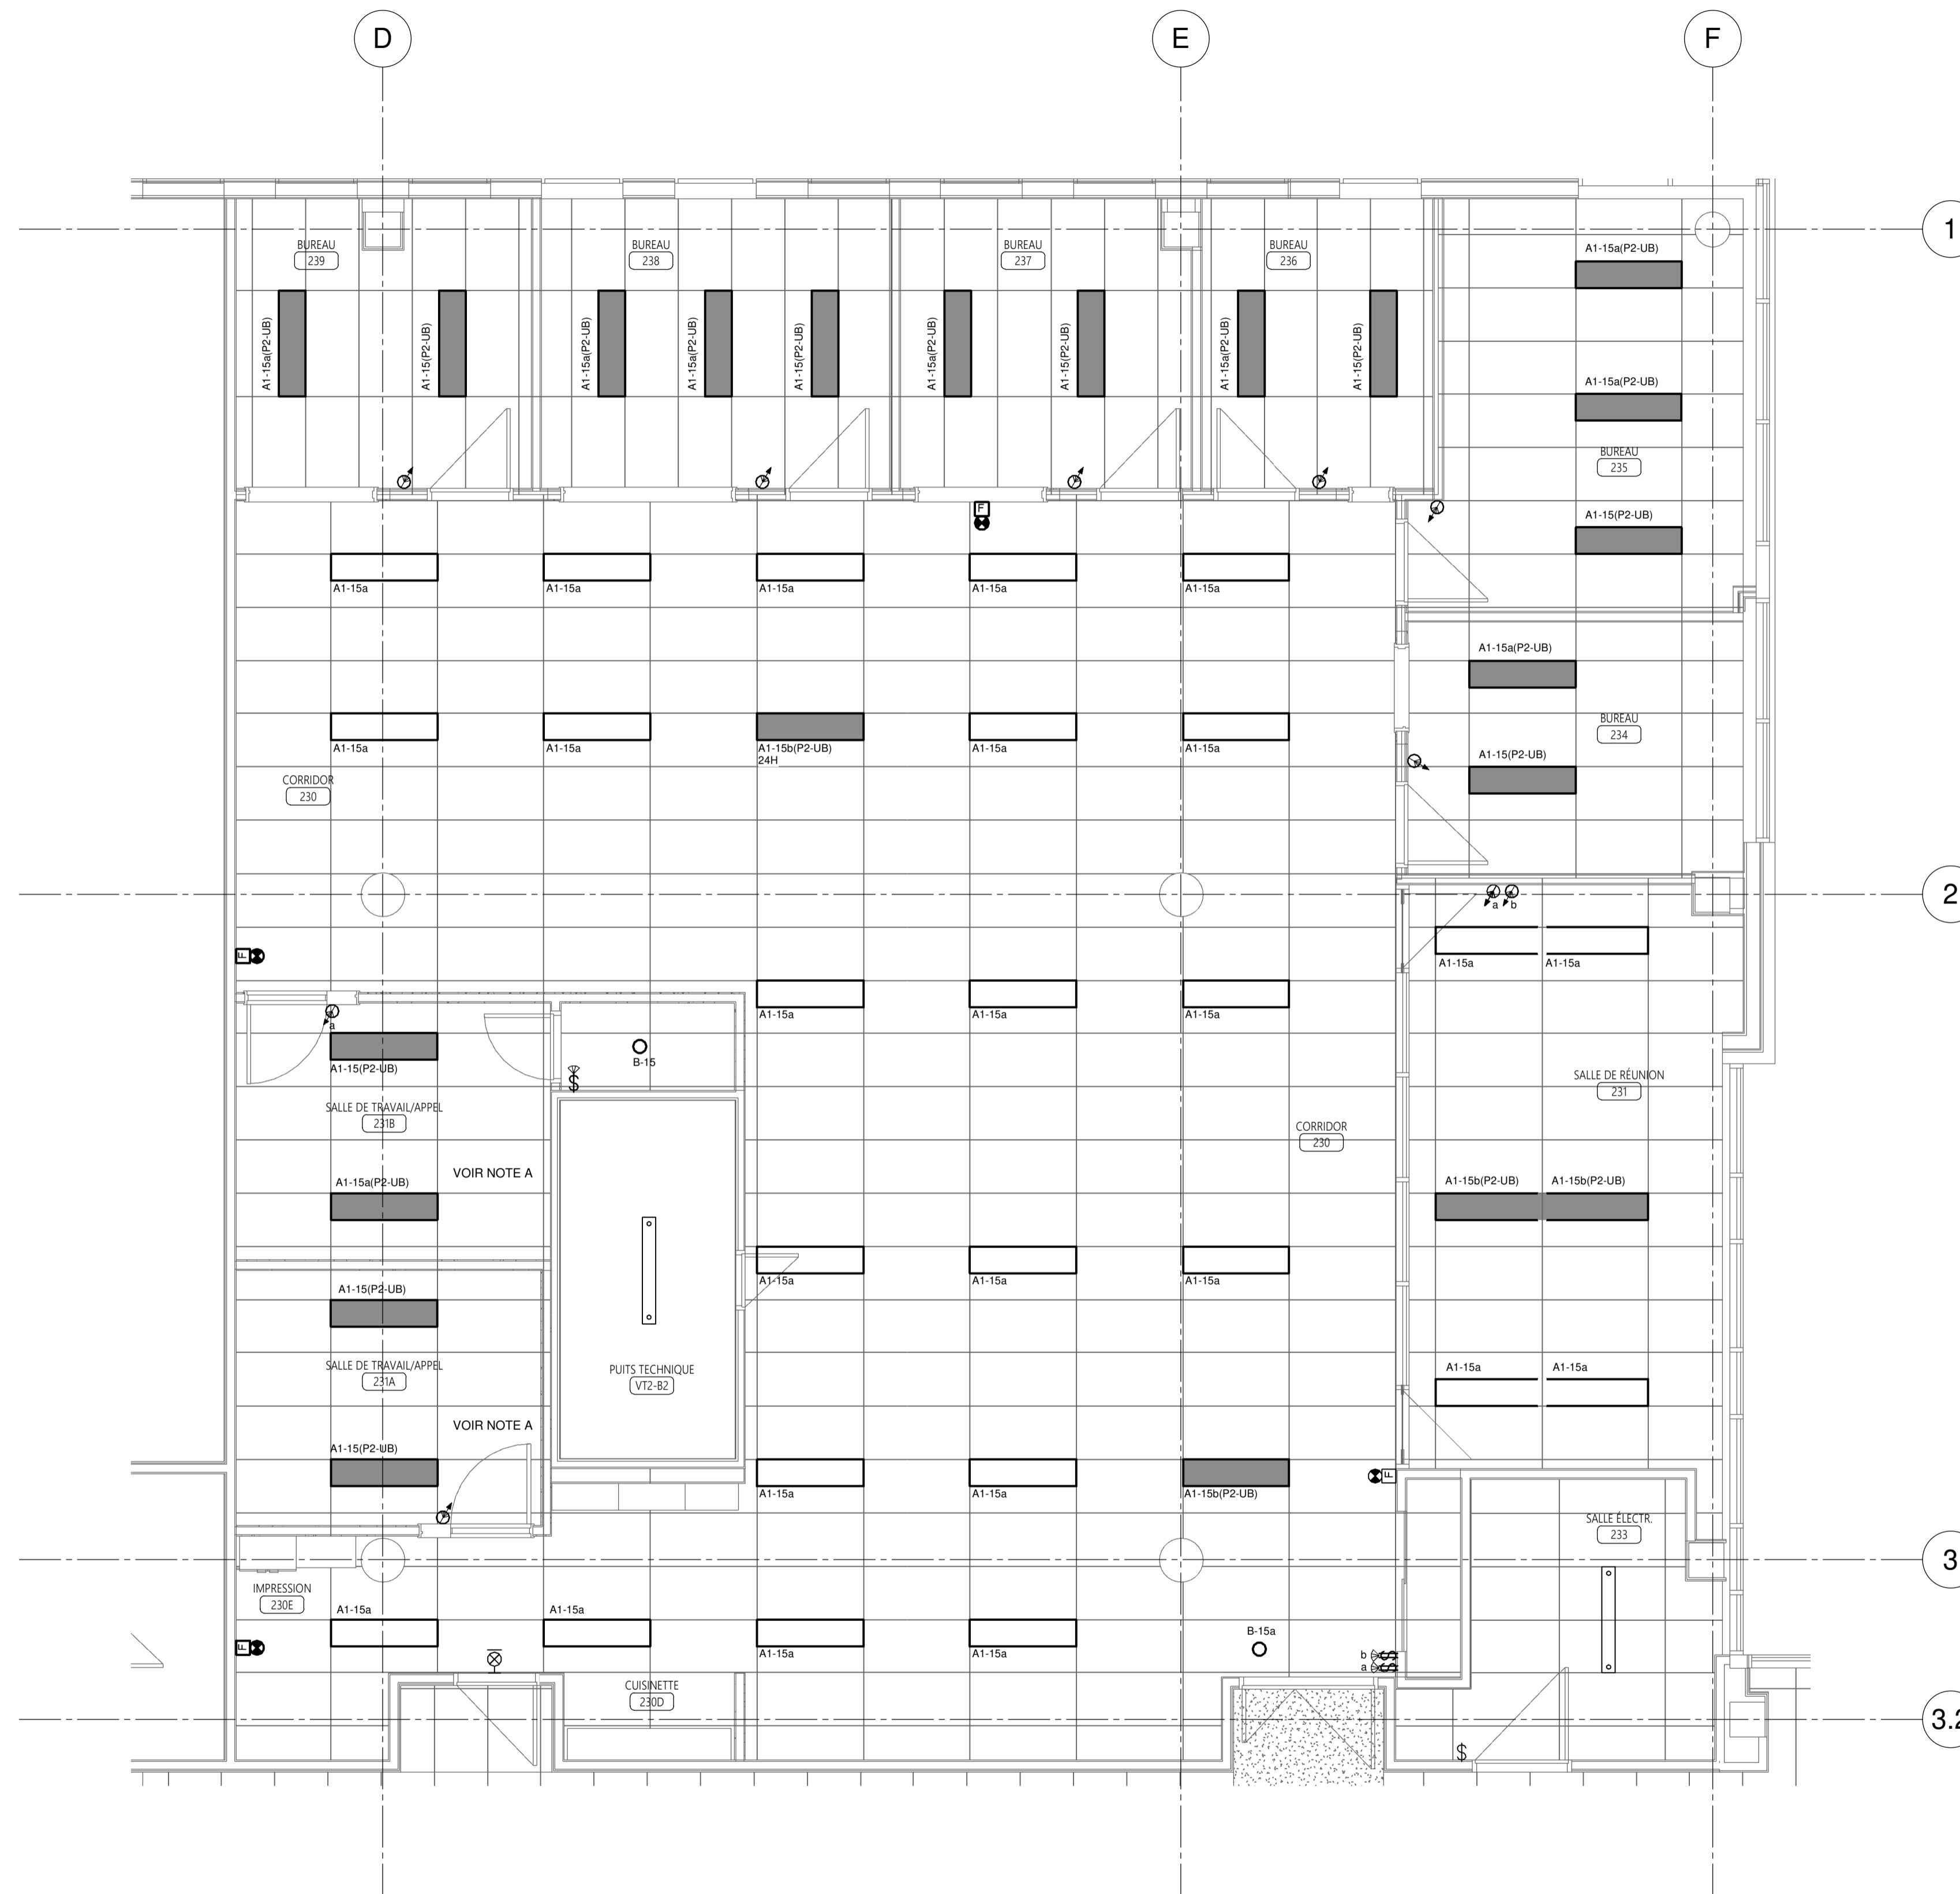 D
E
F
1
BUREAU
239
BUREAU
238
BUREAU
237
BUREAU
236
A1-15a(P2-UB)
A1-15a(P2-UB)
A1-15(P2-UB)
A1-15a(P2-UB)
A1-15a(P2-UB)
A1-15(P2-UB)
A1-15a(P2-UB)
A1-15(P2-UB)
A1-15a(P2-UB)
A1-15(P2-UB)
A1-15a(P2-UB)
BUREAU
235
A1-15(P2-UB)
F
A1-15a
A1-15a
A1-15a
A1-15a
A1-15a
A1-15a(P2-UB)
BUREAU
234
A1-15(P2-UB)
A1-15a
A1-15a
A1-15b(P2-UB)
24H
A1-15a
A1-15a
CORRIDOR
230
2
a
b
F
A1-15a
A1-15a
A1-15a
A1-15a
A1-15a
a
A1-15(P2-UB)
B-15
$
SALLE DE TRAVAIL/APPEL
231B
SALLE DE RÉUNION
231
CORRIDOR
230
VOIR NOTE A
A1-15a(P2-UB)
A1-15b(P2-UB)
A1-15b(P2-UB)
A1-15a
A1-15a
A1-15a
A1-15(P2-UB)
SALLE DE TRAVAIL/APPEL
231A
PUITS TECHNIQUE
VT2-B2
A1-15a
A1-15a
VOIR NOTE A
A1-15(P2-UB)
A1-15a
A1-15a
A1-15b(P2-UB)
F
SALLE ÉLECTR.
233
3
IMPRESSION
230E
A1-15a
A1-15a
A1-15a
A1-15a
B-15a
F
b
$$
a
$$
CUISINETTE
230D
3.2
$